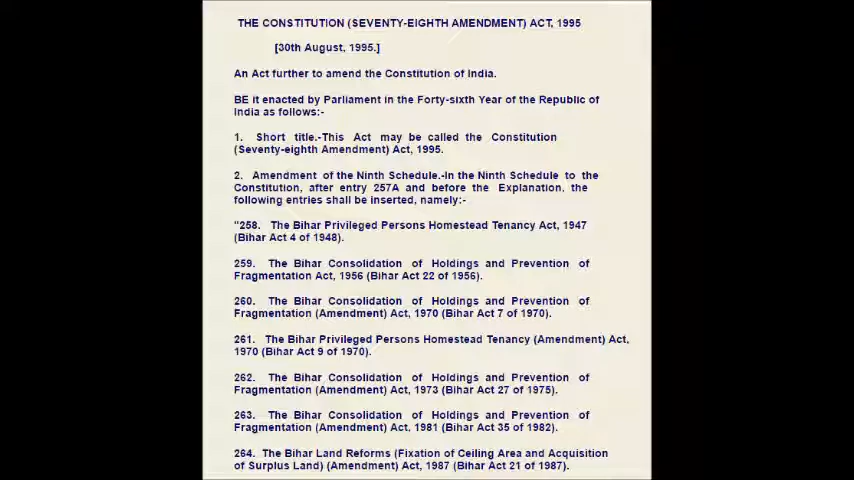 THE CONSTITUTION (SEVENTY-EIGHTH AMENDMENT) ACT, 1995
[30th August, 1995.]
An Act further to amend the Constitution of India.
BE it enacted by Parliament in the Forty-sixth Year of the Republic of
India as follows:-
1. Short title.-This Act may be called the Constitution
(Seventy-eighth Amendment) Act, 1995.
2. Amendment of the Ninth Schedule.-In the Ninth Schedule to the
Constitution, after entry 257A and before the Explanation, the
following entries shall be inserted, namely:-
"258. The Bihar Privileged Persons Homestead Tenancy Act, 1947
(Bihar Act 4 of 1948).
259. The Bihar Consolidation of Holdings and Prevention of
Fragmentation Act, 1956 (Bihar Act 22 of 1956).
260. The Bihar Consolidation of Holdings and Prevention of
Fragmentation (Amendment) Act, 1970 (Bihar Act 7 of 1970).
261. The Bihar Privileged Persons Homestead Tenancy (Amendment) Act,
1970 (Bihar Act 9 of 1970).
262. The Bihar Consolidation of Holdings and Prevention of
Fragmentation (Amendment) Act, 1973 (Bihar Act 27 of 1975).
263. The Bihar Consolidation of Holdings and Prevention of
Fragmentation (Amendment) Act, 1981 (Bihar Act 35 of 1982).
264. The Bihar Land Reforms (Fixation of Ceiling Area and Acquisition
of Surplus Land) (Amendment) Act, 1987 (Bihar Act 21 of 1987).